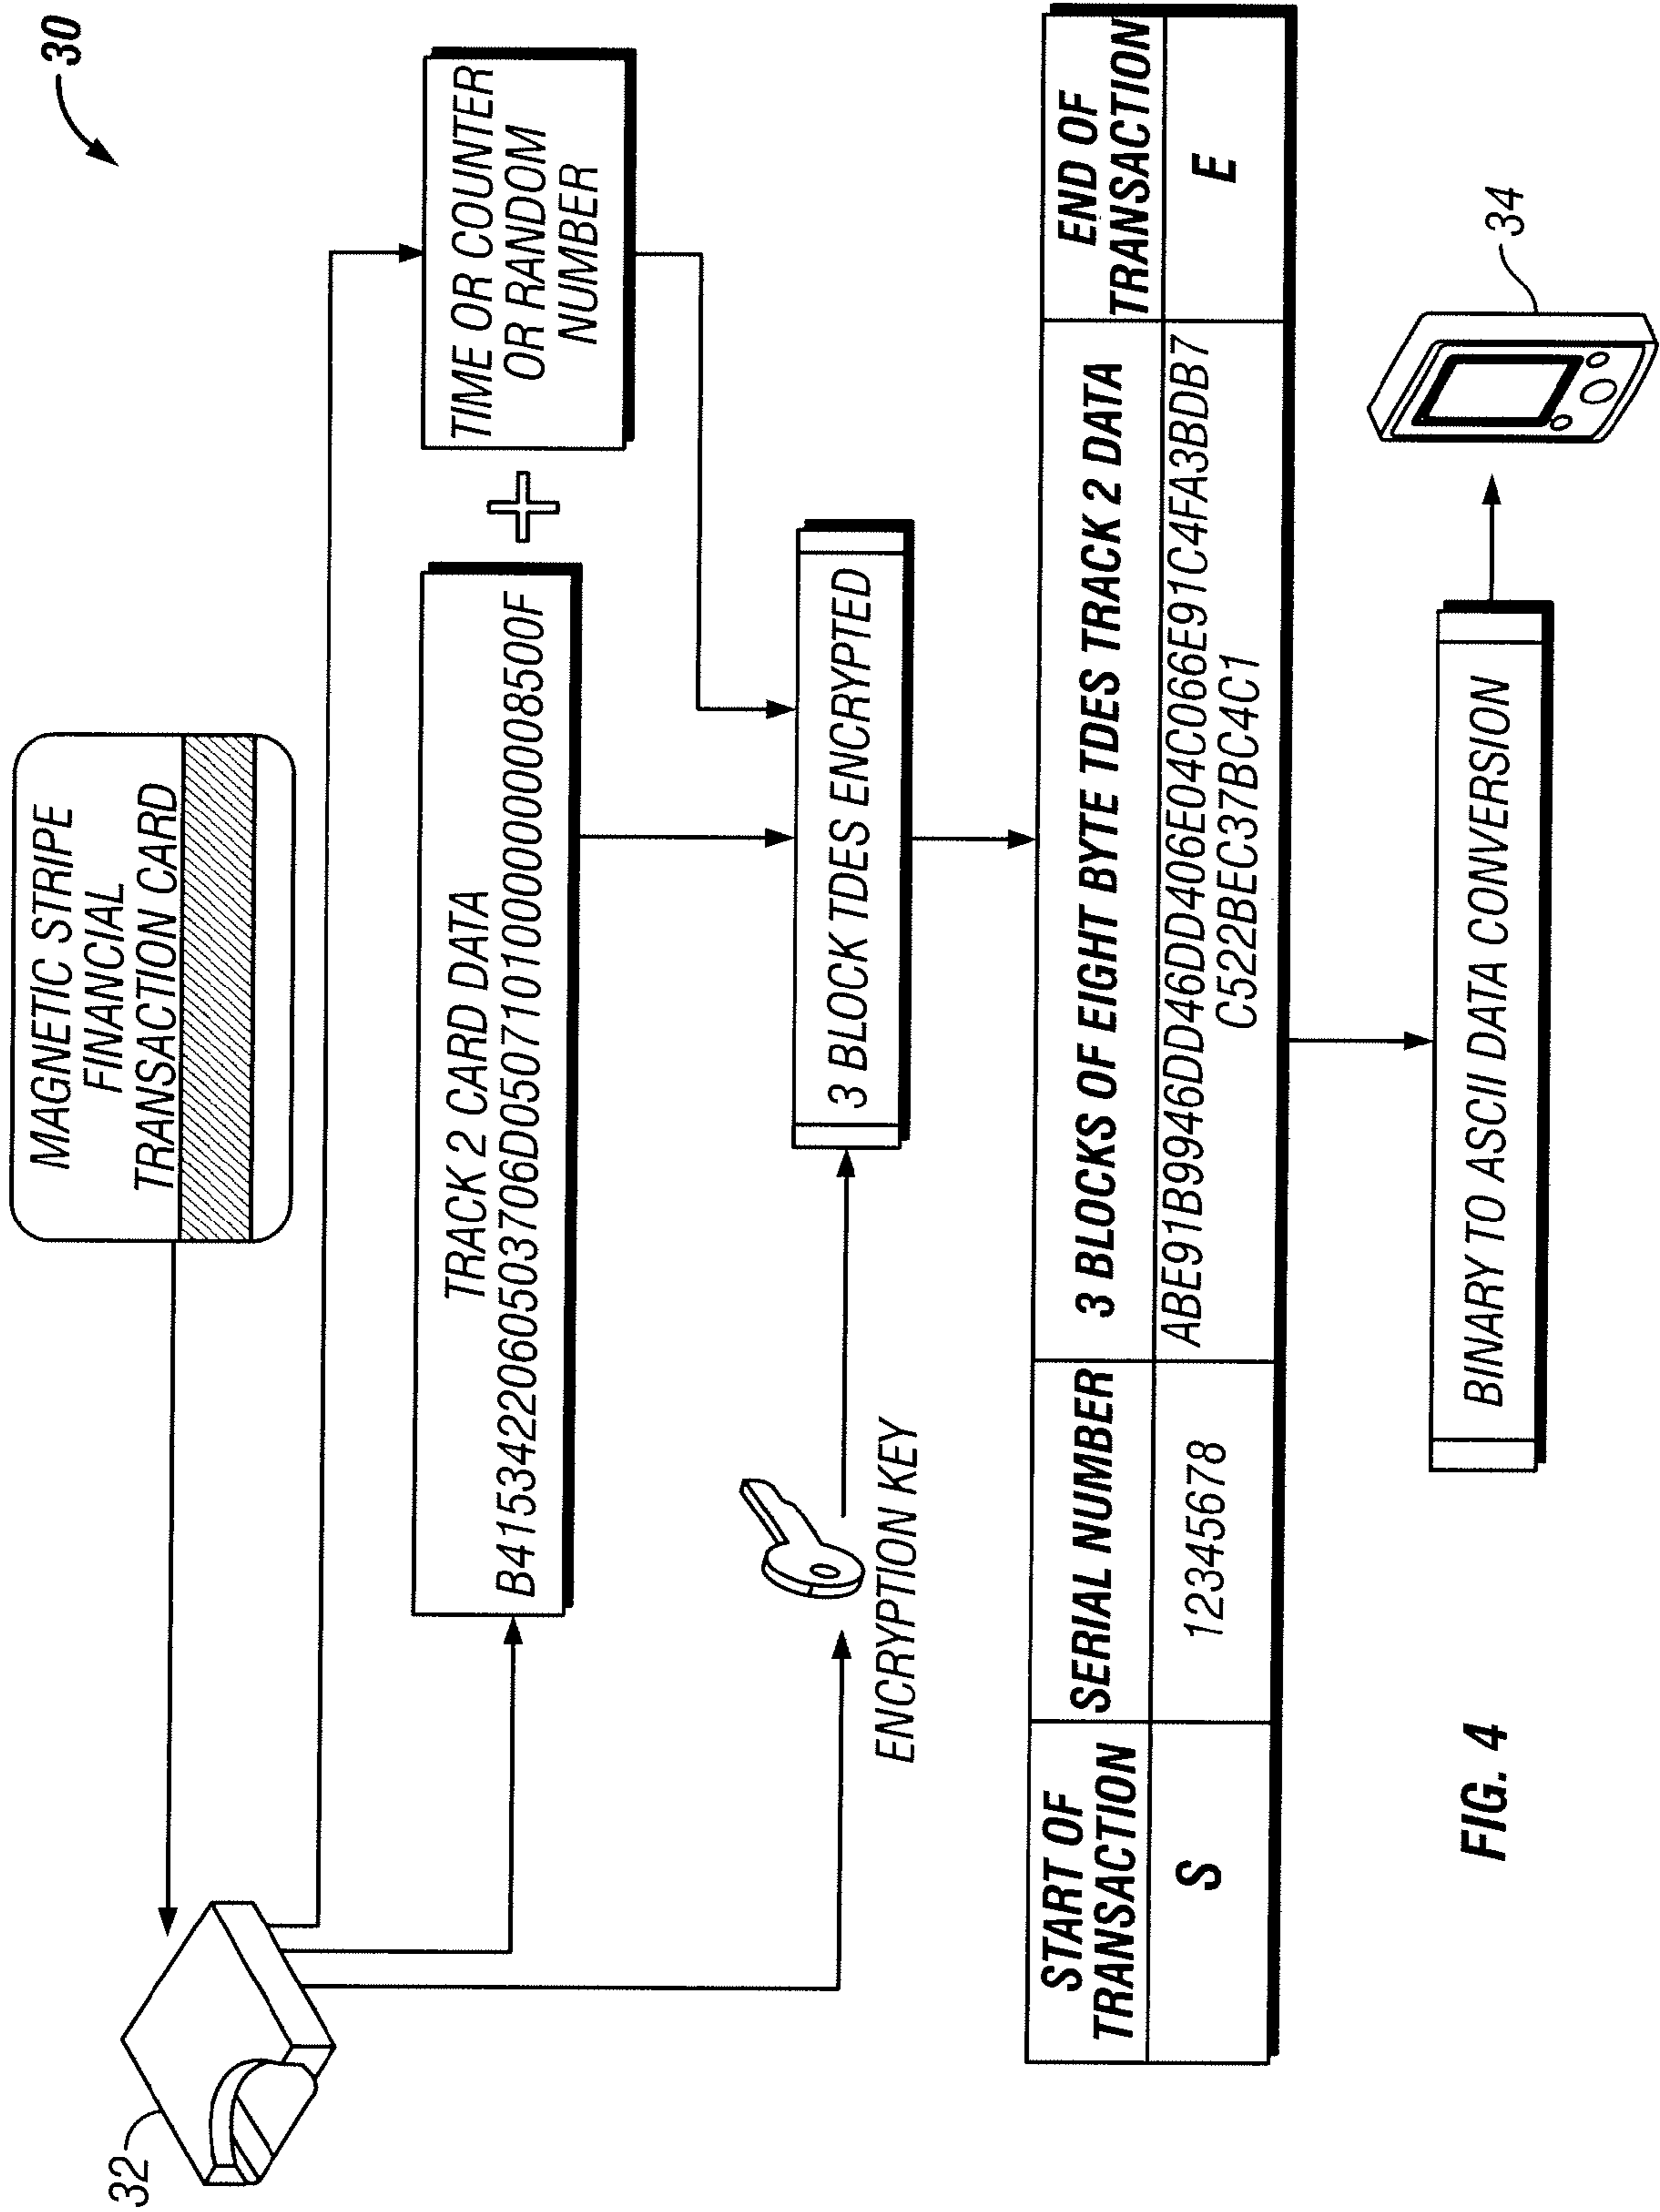 30
MAGNETIC STRIPE
FINANCIAL
TRANSACTION CARD
32
TRACK 2 CARD DATA
B4153422060503706D050710100000000008500F
+
TIME OR COUNTER
OR RANDOM
NUMBER
ENCRYPTION KEY
3 BLOCK TDES ENCRYPTED
START OF
TRANSACTION
SERIAL NUMBER
3 BLOCKS OF EIGHT BYTE TDES TRACK 2 DATA
END OF
TRANSACTION
S
12345678
ABE91B9946DD46DD406E04C066E91C4FA3BDB7
C522BEC37BC4C1
E
BINARY TO ASCII DATA CONVERSION
34
FIG. 4